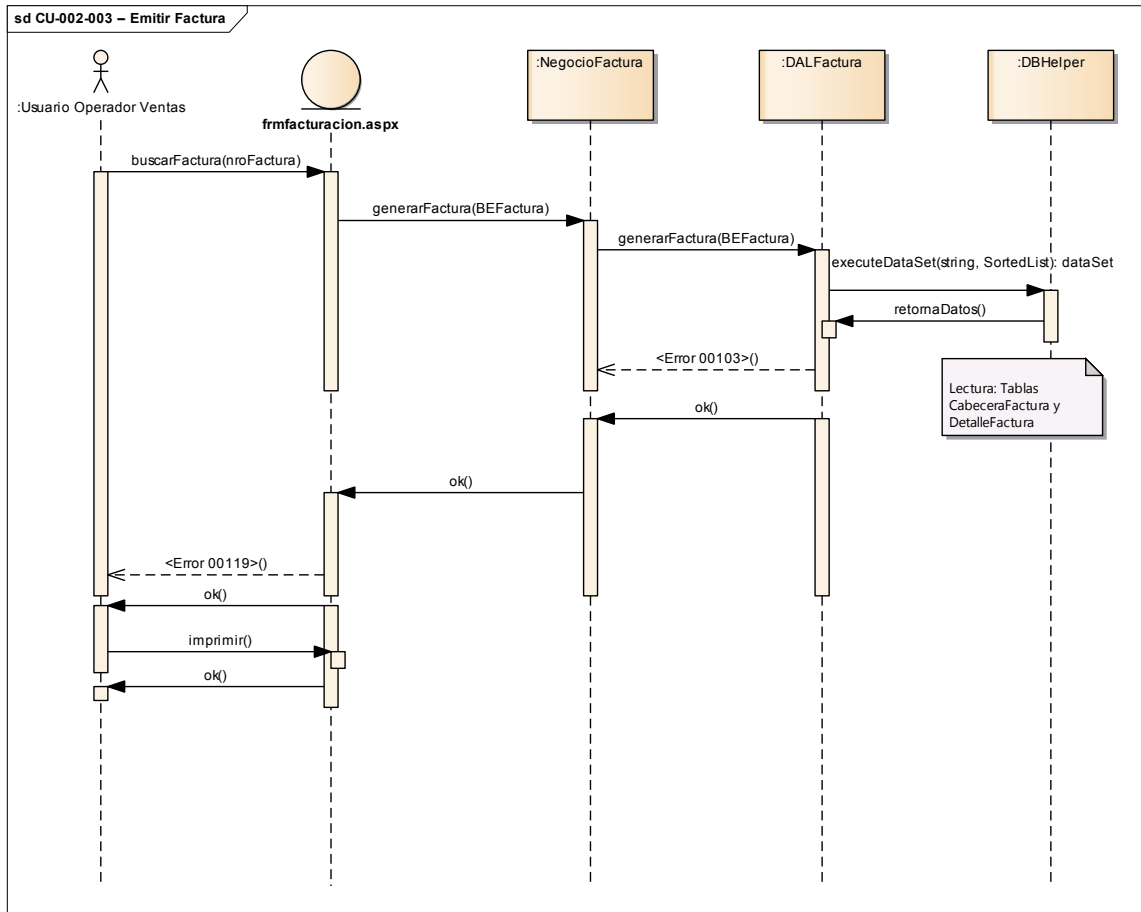 sd CU-002-003 – Emitir Factura
:Usuario Operador Ventas
frmfacturacion.aspx
:NegocioFactura
:DALFactura
:DBHelper
buscarFactura(nroFactura)
generarFactura(BEFactura)
generarFactura(BEFactura)
executeDataSet(string, SortedList): dataSet
retornaDatos()
<Error 00103>()
Lectura: Tablas
CabeceraFactura y
DetalleFactura
ok()
ok()
<Error 00119>()
ok()
imprimir()
ok()